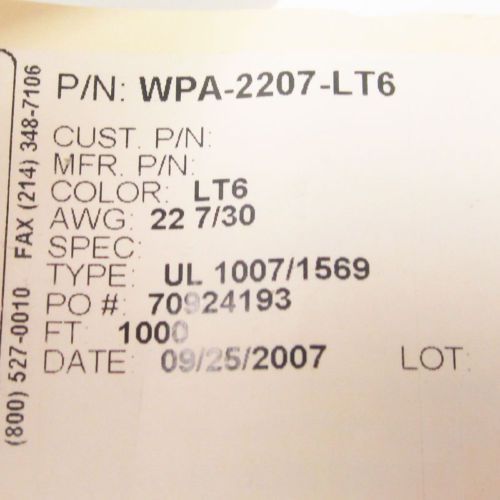 P/N: WPA-2207-LT6
CUST. P/N:
MFR. P/N:
COLOR: LT6
AWG: 22 7/30
SPEC:
TYPE: UL 1007/1569
PO #: 70924193
FT: 1000
DATE: 09/25/2007 LOT:
(800) 527-0010 FAX (214) 348-7106